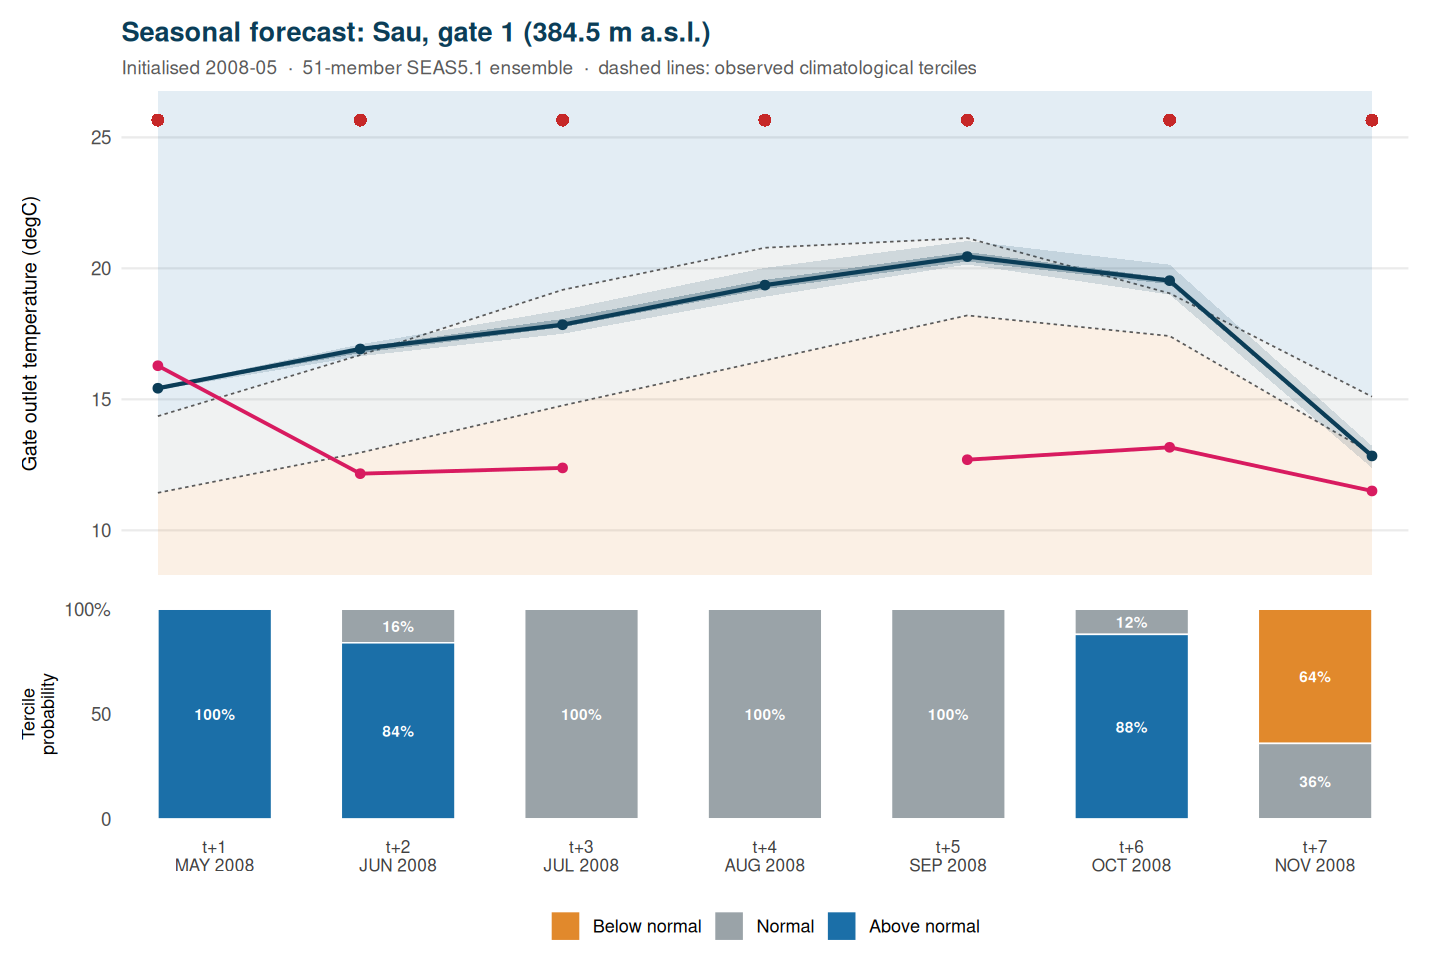 Seasonal forecast: Sau, gate 1 (384.5 m a.s.l.)
Initialised 2008-05 · 51-member SEAS5.1 ensemble · dashed lines: observed climatological terciles
Gate outlet temperature (degC)
25
20
15
10
Tercile
probability
100%
50
0
100%
16%
84%
100%
100%
100%
12%
88%
64%
36%
t+1
MAY 2008
t+2
JUN 2008
t+3
JUL 2008
t+4
AUG 2008
t+5
SEP 2008
t+6
OCT 2008
t+7
NOV 2008
Below normal
Normal
Above normal